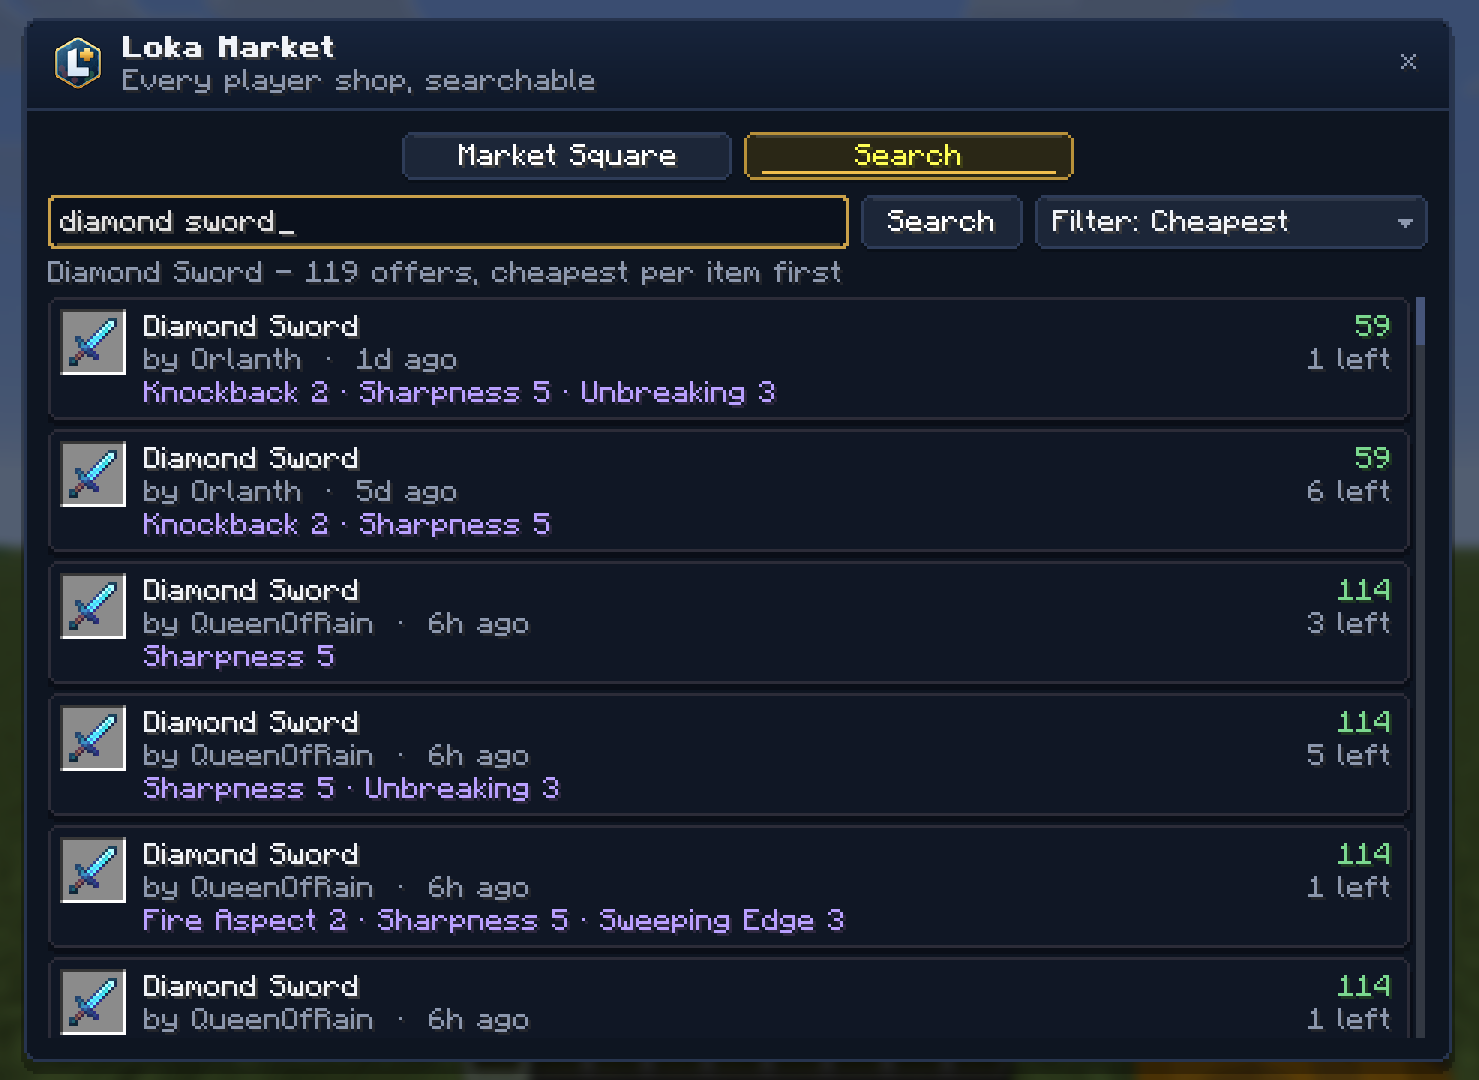 Loka Market
Every player shop, searchable
×
Market Square
Search
diamond sword_
Search
Filter: Cheapest
Diamond Sword – 119 offers, cheapest per item first
Diamond Sword
59
by Orlanth · 1d ago
1 left
Knockback 2 · Sharpness 5 · Unbreaking 3
Diamond Sword
59
by Orlanth · 5d ago
6 left
Knockback 2 · Sharpness 5
Diamond Sword
114
by QueenOfRain · 6h ago
3 left
Sharpness 5
Diamond Sword
114
by QueenOfRain · 6h ago
5 left
Sharpness 5 · Unbreaking 3
Diamond Sword
114
by QueenOfRain · 6h ago
1 left
Fire Aspect 2 · Sharpness 5 · Sweeping Edge 3
Diamond Sword
114
by QueenOfRain · 6h ago
1 left